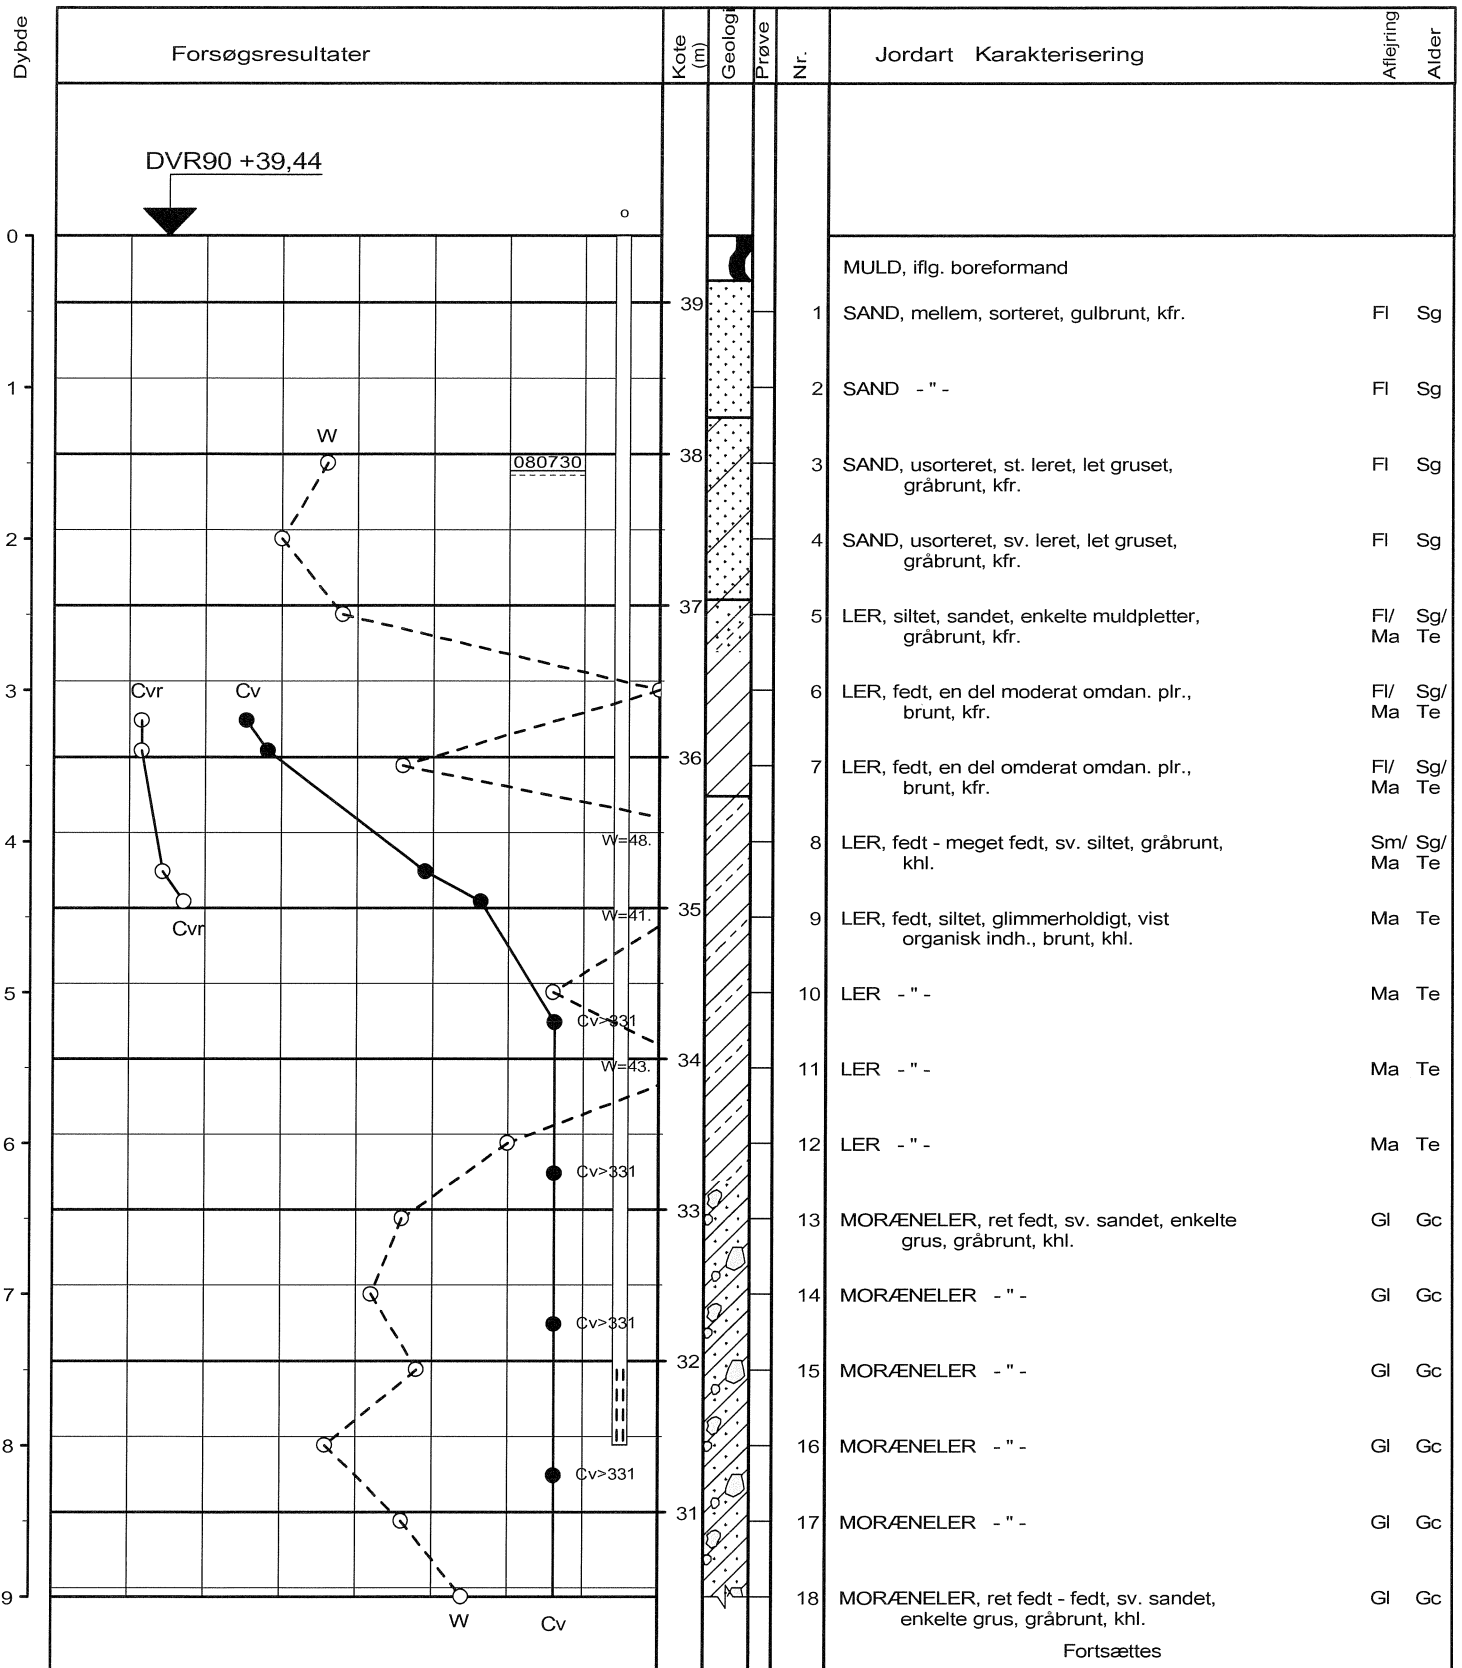 Dybde
Forsøgsresultater
Kote (m)
Geologi
Prøve
Nr.
Jordart Karakterisering
Aflejring
Alder
DVR90 +39,44
0
MULD, iflg. boreformand
39
1 SAND, mellem, sorteret, gulbrunt, kfr. Fl Sg
1
2 SAND - " - Fl Sg
W
38
080730
3 SAND, usorteret, st. leret, let gruset, Fl Sg
gråbrunt, kfr.
2
4 SAND, usorteret, sv. leret, let gruset, Fl Sg
gråbrunt, kfr.
37
5 LER, siltet, sandet, enkelte muldpletter, Fl/ Sg/
gråbrunt, kfr. Ma Te
3
Cvr Cv
6 LER, fedt, en del moderat omdan. plr., Fl/ Sg/
brunt, kfr. Ma Te
36
7 LER, fedt, en del omderat omdan. plr., Fl/ Sg/
brunt, kfr. Ma Te
4
W=48.
8 LER, fedt - meget fedt, sv. siltet, gråbrunt, Sm/ Sg/
khl. Ma Te
35
W=41.
9 LER, fedt, siltet, glimmerholdigt, vist Ma Te
Cvr
organisk indh., brunt, khl.
5
10 LER - " - Ma Te
Cv>331
34
W=43.
11 LER - " - Ma Te
6
12 LER - " - Ma Te
Cv>331
33
13 MORÆNELER, ret fedt, sv. sandet, enkelte Gl Gc
grus, gråbrunt, khl.
7
14 MORÆNELER - " - Gl Gc
Cv>331
32
15 MORÆNELER - " - Gl Gc
8
16 MORÆNELER - " - Gl Gc
Cv>331
31
17 MORÆNELER - " - Gl Gc
9
18 MORÆNELER, ret fedt - fedt, sv. sandet, Gl Gc
enkelte grus, gråbrunt, khl.
W Cv
Fortsættes